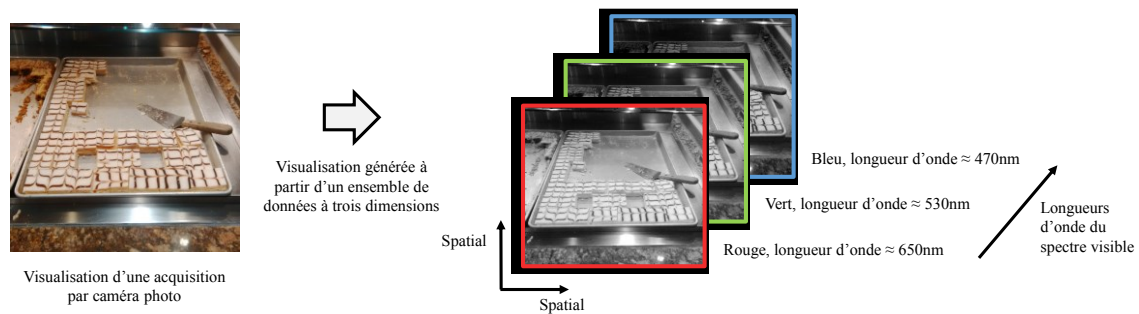 Visualisation d’une acquisition
par caméra photo
Visualisation générée à
partir d’un ensemble de
données à trois dimensions
Bleu, longueur d’onde ≈ 470nm
Vert, longueur d’onde ≈ 530nm
Rouge, longueur d’onde ≈ 650nm
Spatial
Spatial
Longueurs
d’onde du
spectre visible